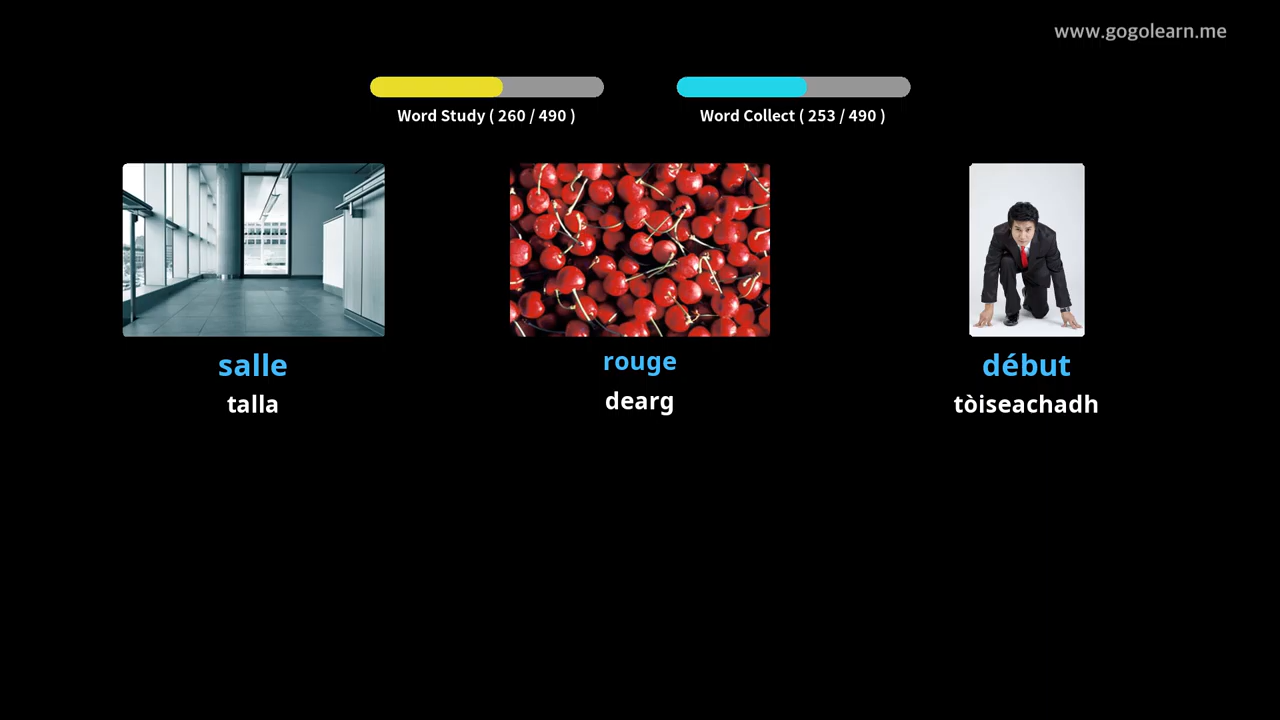 www.gogolearn.me
Word Study ( 260 / 490 )
Word Collect ( 253 / 490 )
salle
talla
rouge
dearg
début
tòiseachadh